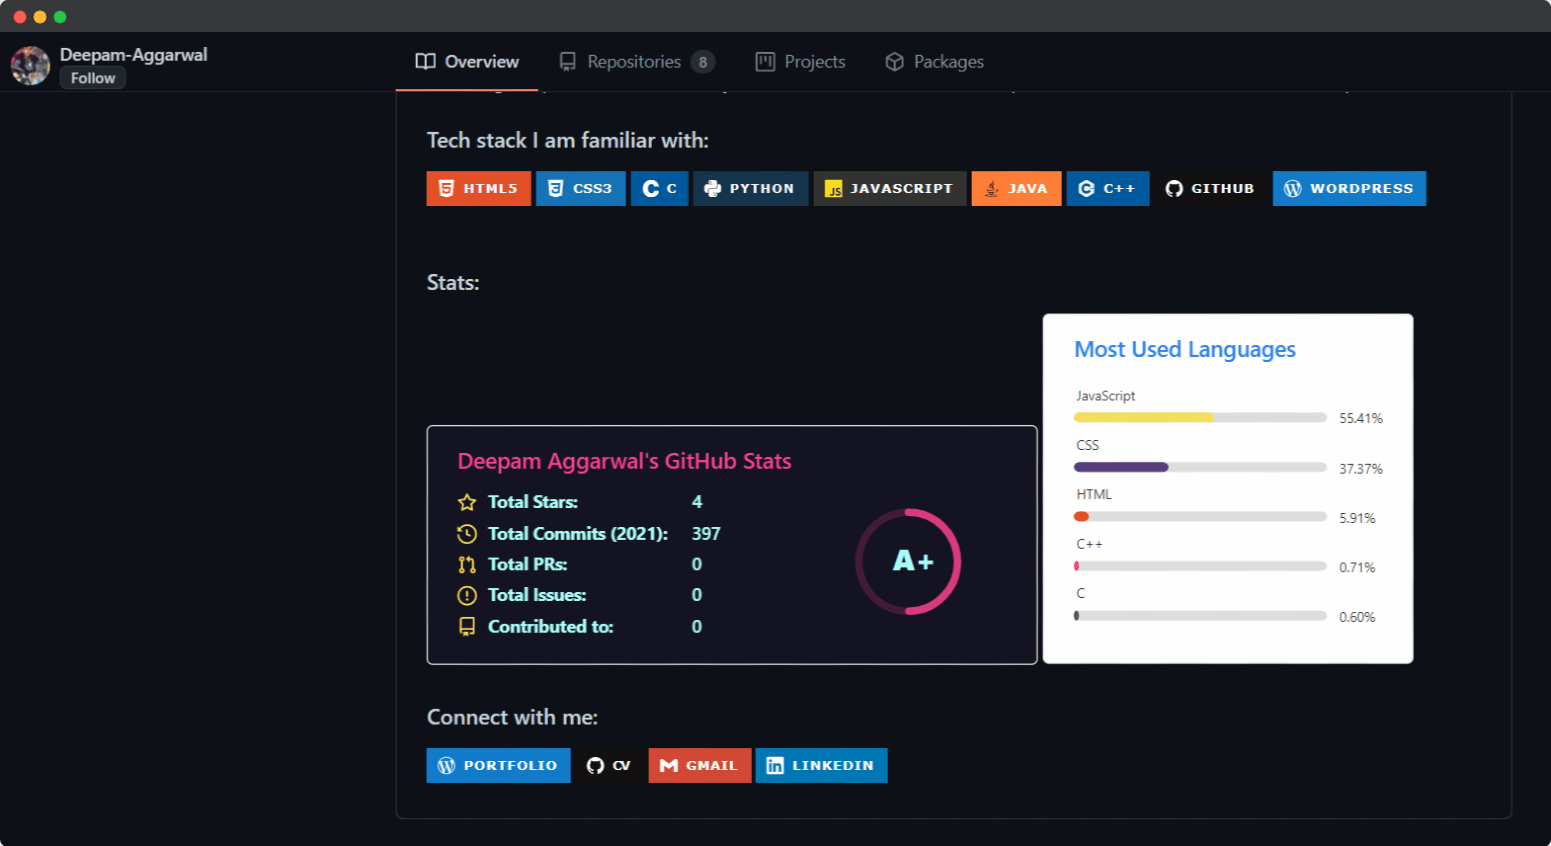 Deepam-Aggarwal
Follow
Overview
Repositories 8
Projects
Packages
Tech stack I am familiar with:
HTML5 CSS3 C PYTHON JAVASCRIPT JAVA C++ GITHUB WORDPRESS
Stats:
Deepam Aggarwal's GitHub Stats
Total Stars: 4
Total Commits (2021): 397
Total PRs: 0
Total Issues: 0
Contributed to: 0
A+
Most Used Languages
JavaScript
55.41%
CSS
37.37%
HTML
5.91%
C++
0.71%
C
0.60%
Connect with me:
PORTFOLIO CV GMAIL LINKEDIN